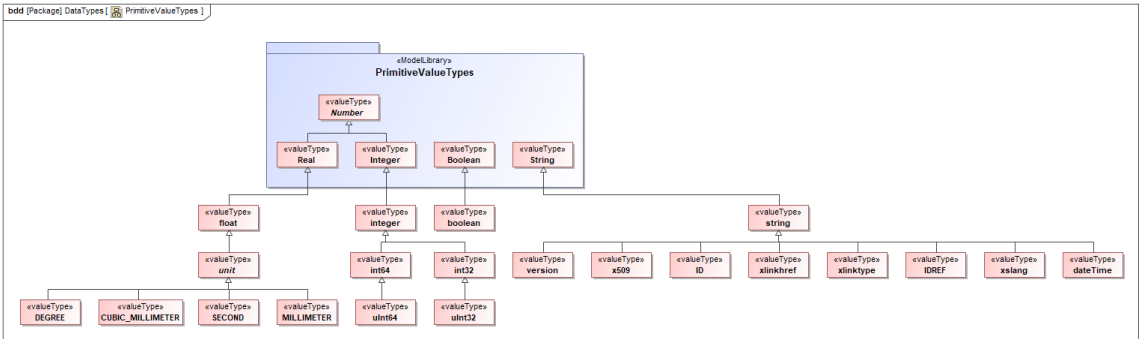 bdd [Package] DataTypes [ PrimitiveValueTypes ]
«ModelLibrary»
PrimitiveValueTypes
«valueType»
Number
«valueType» «valueType» «valueType» «valueType»
Real Integer Boolean String
«valueType» «valueType» «valueType» «valueType»
float integer boolean string
«valueType» «valueType» «valueType» «valueType» «valueType» «valueType» «valueType» «valueType» «valueType» «valueType» «valueType»
unit int64 int32 version x509 ID xlinkhref xlinktype IDREF xslang dateTime
«valueType» «valueType» «valueType» «valueType» «valueType» «valueType»
DEGREE CUBIC_MILLIMETER SECOND MILLIMETER uInt64 uInt32